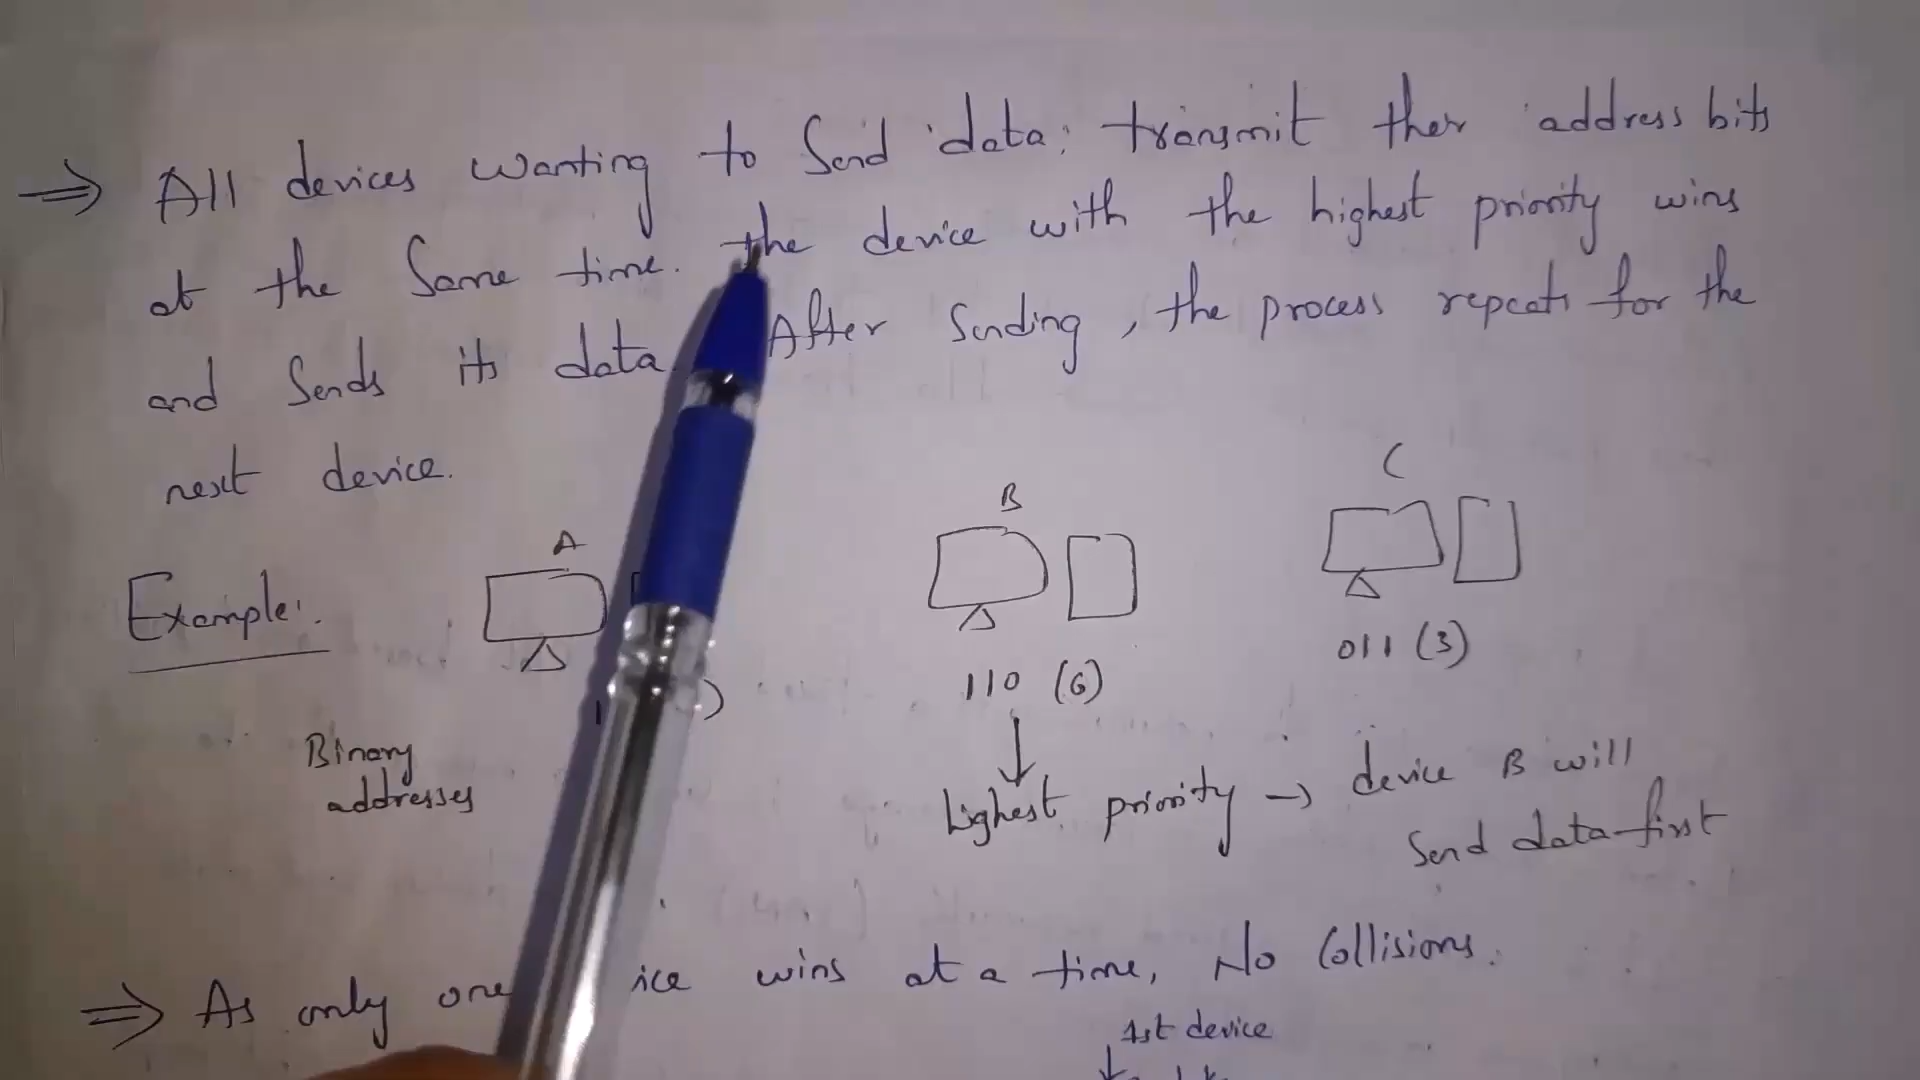 ⇒ All devices wanting to Send data, transmit ther address bits
at the Same time. the device with the highest priority wins
and Sends its data. After Sending, the process repeats for the
next device.
A B C
Example:
110 (6) 011 (3)
Binary
addresses
highest priority → device B will
Send data first
⇒ As only one wins at a time, No Collisions.
1st device